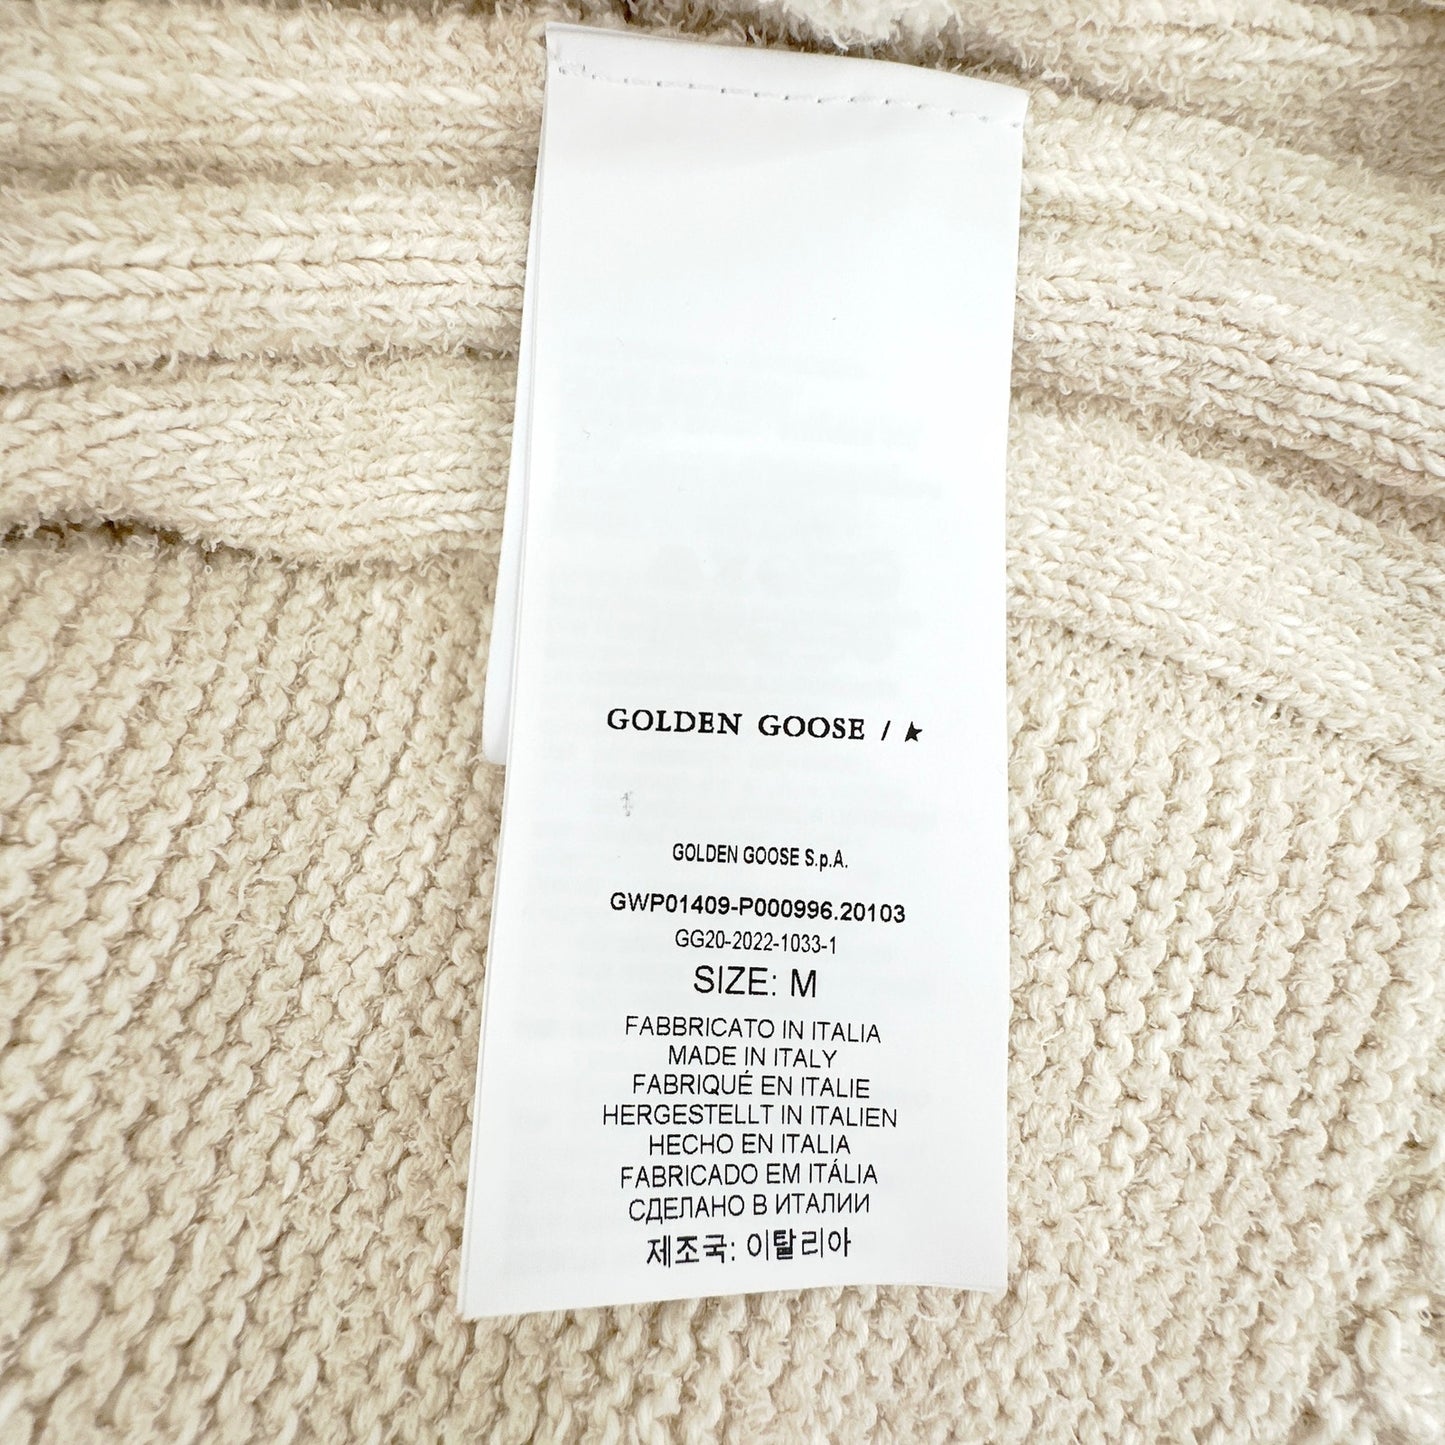 GOLDEN GOOSE / ★
GOLDEN GOOSE S.p.A.
GWP01409-P000996.20103
GG20-2022-1033-1
SIZE: M
FABBRICATO IN ITALIA
MADE IN ITALY
FABRIQUÉ EN ITALIE
HERGESTELLT IN ITALIEN
HECHO EN ITALIA
FABRICADO EM ITÁLIA
СДЕЛАНО В ИТАЛИИ
제조국: 이탈리아